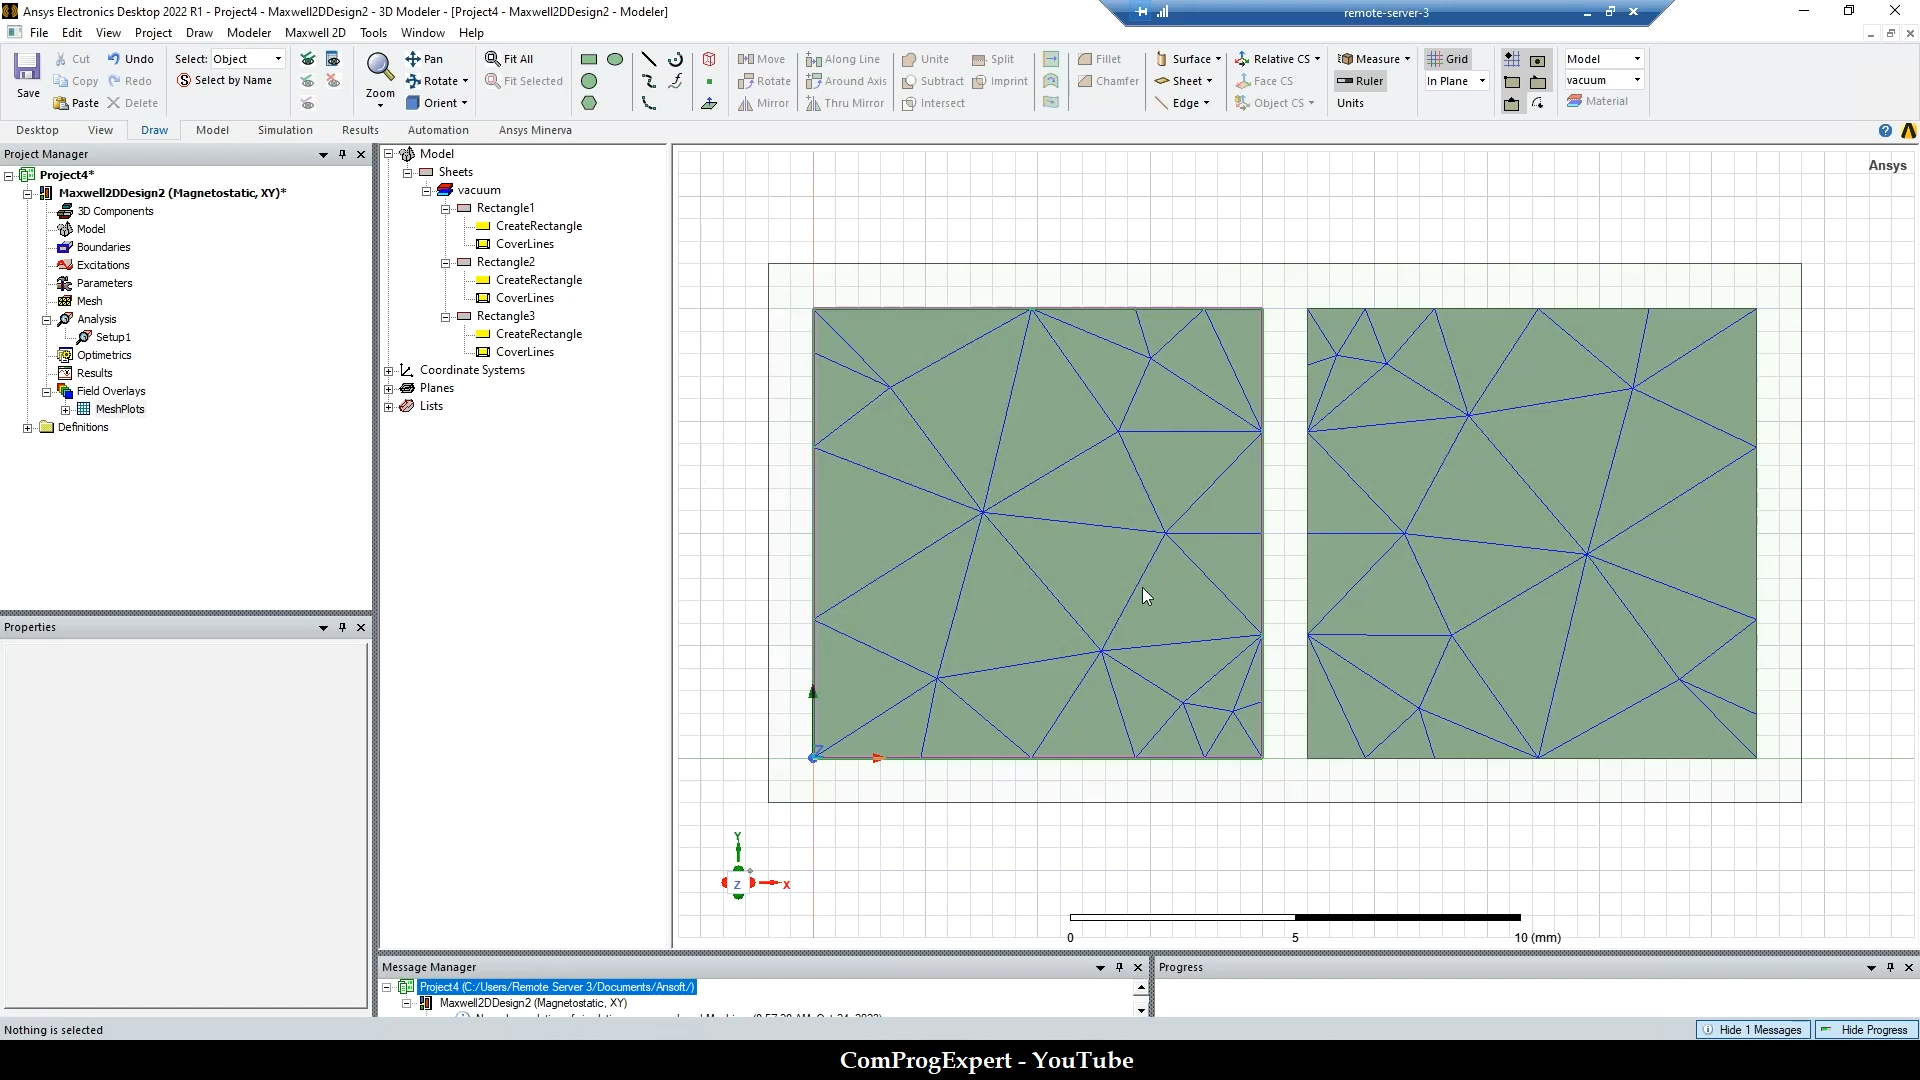 Ansys Electronics Desktop 2022 R1 - Project4 - Maxwell2DDesign2 - 3D Modeler - [Project4 - Maxwell2DDesign2 - Modeler]
remote-server-3
File Edit View Project Draw Modeler Maxwell 2D Tools Window Help
Save
Cut
Copy
Paste
Undo
Redo
Delete
Select: Object
Select by Name
Zoom
Pan
Rotate
Orient
Fit All
Fit Selected
Move
Rotate
Mirror
Along Line
Around Axis
Thru Mirror
Unite
Subtract
Intersect
Split
Imprint
Fillet
Chamfer
Surface
Sheet
Edge
Relative CS
Face CS
Object CS
Measure
Ruler
Units
Grid
In Plane
Model
vacuum
Material
Desktop View Draw Model Simulation Results Automation Ansys Minerva
Project Manager
Project4*
Maxwell2DDesign2 (Magnetostatic, XY)*
3D Components
Model
Boundaries
Excitations
Parameters
Mesh
Analysis
Setup1
Optimetrics
Results
Field Overlays
MeshPlots
Definitions
Properties
Model
Sheets
vacuum
Rectangle1
CreateRectangle
CoverLines
Rectangle2
CreateRectangle
CoverLines
Rectangle3
CreateRectangle
CoverLines
Coordinate Systems
Planes
Lists
Ansys
Z
Y
Z
X
0 5 10 (mm)
Message Manager
Project4 (C:/Users/Remote Server 3/Documents/Ansoft/)
Maxwell2DDesign2 (Magnetostatic, XY)
Progress
Nothing is selected
Hide 1 Messages
Hide Progress
ComProgExpert - YouTube